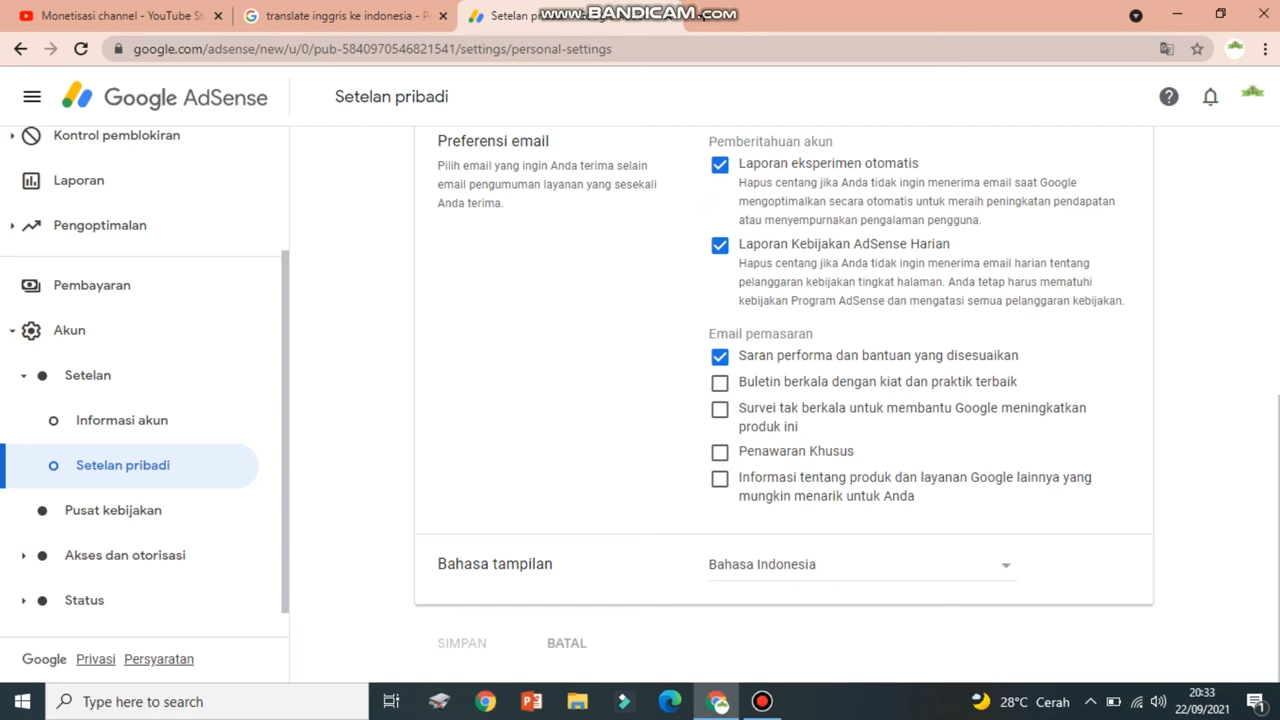 Monetisasi channel - YouTube St
translate inggris ke indonesia - P
Setelan p
www.BANDICAM.com
google.com/adsense/new/u/0/pub-5840970546821541/settings/personal-settings
Google AdSense
Setelan pribadi
Kontrol pemblokiran
Laporan
Pengoptimalan
Pembayaran
Akun
Setelan
Informasi akun
Setelan pribadi
Pusat kebijakan
Akses dan otorisasi
Status
Google Privasi Persyaratan
Preferensi email
Pilih email yang ingin Anda terima selain
email pengumuman layanan yang sesekali
Anda terima.
Pemberitahuan akun
Laporan eksperimen otomatis
Hapus centang jika Anda tidak ingin menerima email saat Google
mengoptimalkan secara otomatis untuk meraih peningkatan pendapatan
atau menyempurnakan pengalaman pengguna.
Laporan Kebijakan AdSense Harian
Hapus centang jika Anda tidak ingin menerima email harian tentang
pelanggaran kebijakan tingkat halaman. Anda tetap harus mematuhi
kebijakan Program AdSense dan mengatasi semua pelanggaran kebijakan.
Email pemasaran
Saran performa dan bantuan yang disesuaikan
Buletin berkala dengan kiat dan praktik terbaik
Survei tak berkala untuk membantu Google meningkatkan
produk ini
Penawaran Khusus
Informasi tentang produk dan layanan Google lainnya yang
mungkin menarik untuk Anda
Bahasa tampilan
Bahasa Indonesia
SIMPAN
BATAL
Type here to search
28°C Cerah
20:33
22/09/2021
1